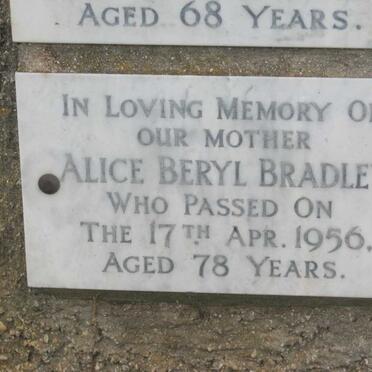 AGED 68 YEARS.
IN LOVING MEMORY O
OUR MOTHER
ALICE BERYL BRADLE
WHO PASSED ON
THE 17TH APR. 1956,
AGED 78 YEARS.